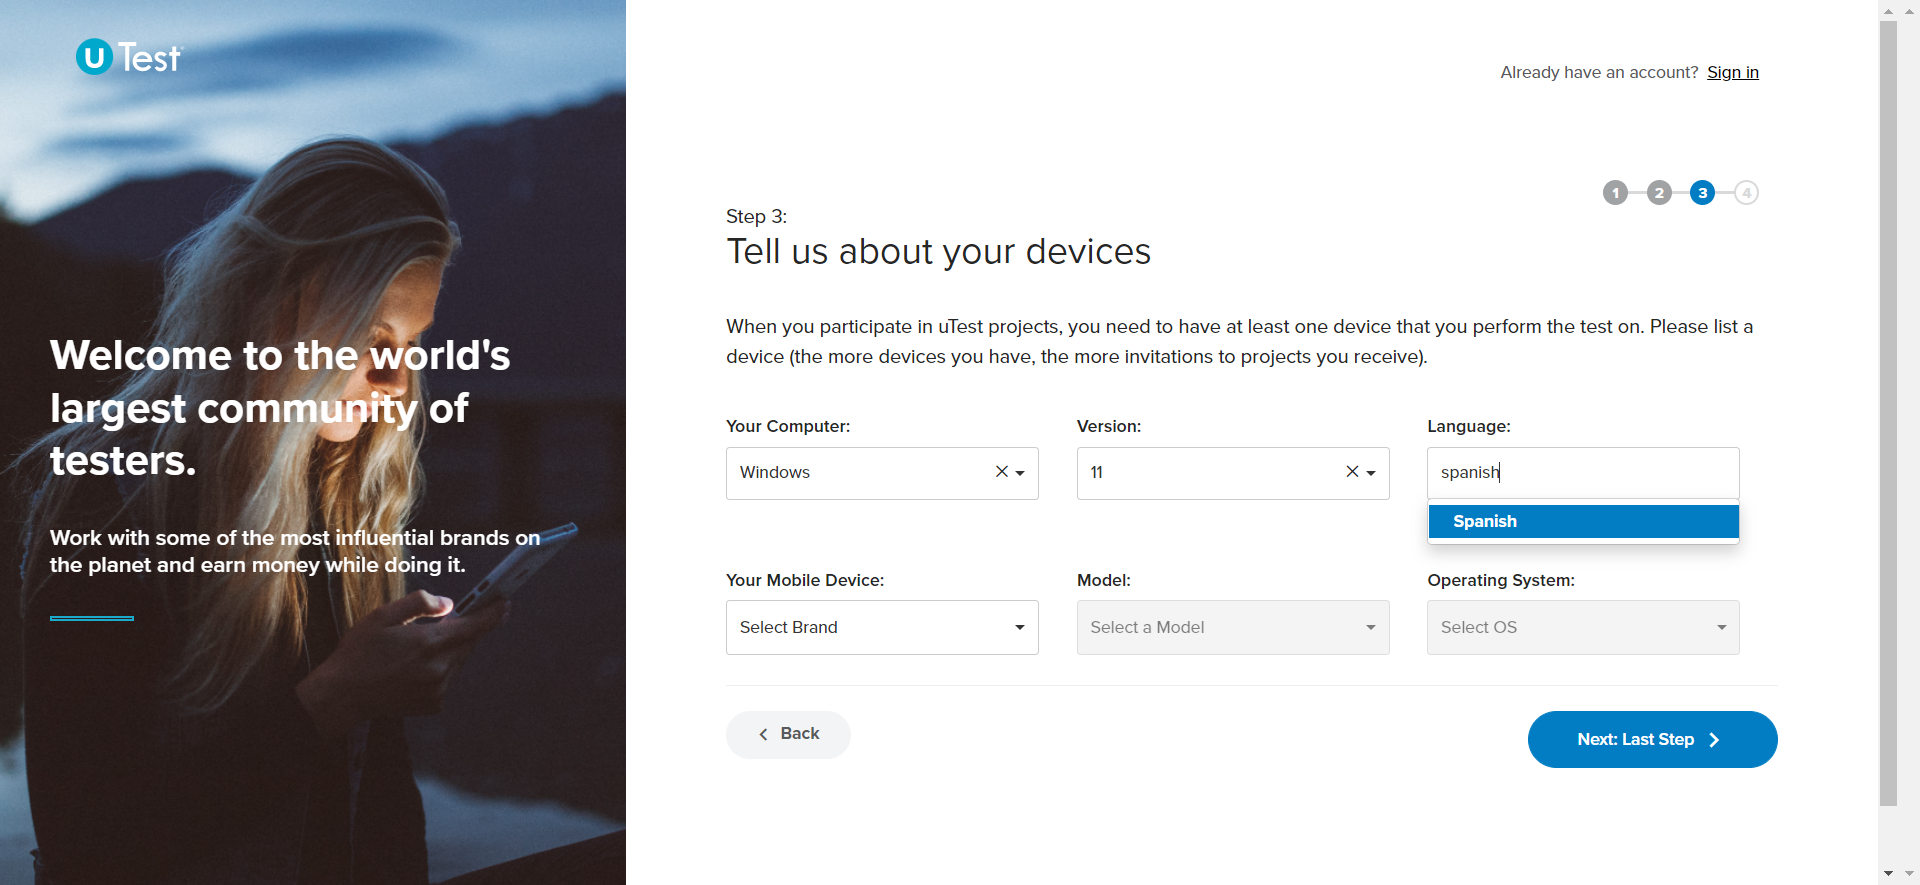 U Test
Already have an account? Sign in
1 2 3 4
Step 3:
Tell us about your devices
When you participate in uTest projects, you need to have at least one device that you perform the test on. Please list a
device (the more devices you have, the more invitations to projects you receive).
Welcome to the world's
largest community of
testers.
Work with some of the most influential brands on
the planet and earn money while doing it.
Your Computer: Version: Language:
Windows 11 spanish
Spanish
Your Mobile Device: Model: Operating System:
Select Brand Select a Model Select OS
Back Next: Last Step